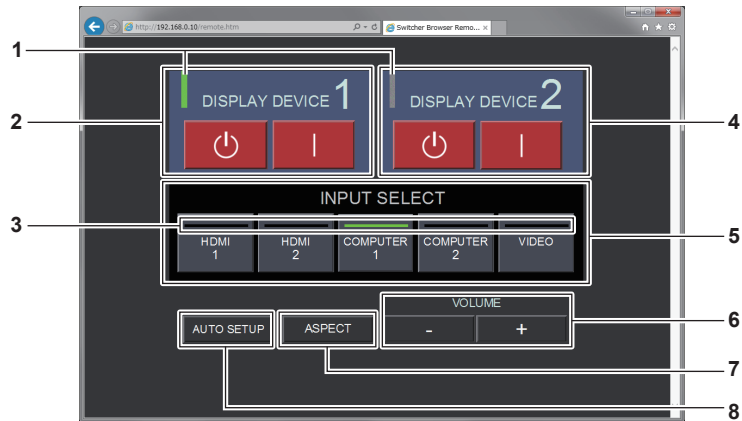 http://192.168.0.10/remote.htm
Switcher Browser Remo...
1
DISPLAY DEVICE 1
DISPLAY DEVICE 2
2
4
INPUT SELECT
3
HDMI 1
HDMI 2
COMPUTER 1
COMPUTER 2
VIDEO
5
VOLUME
AUTO SETUP
ASPECT
-
+
6
7
8